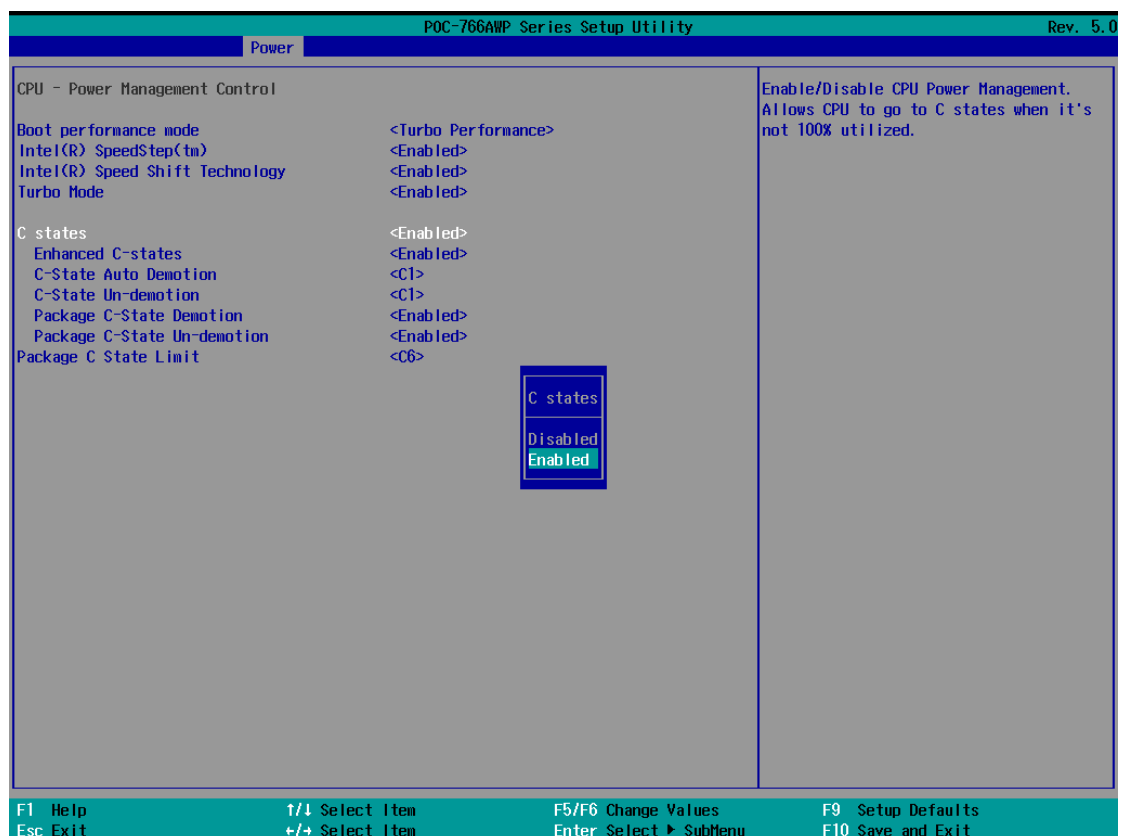 POC-766AWP Series Setup Utility Rev. 5.0
Power
CPU - Power Management Control
Boot performance mode <Turbo Performance>
Intel(R) SpeedStep(tm) <Enabled>
Intel(R) Speed Shift Technology <Enabled>
Turbo Mode <Enabled>
C states <Enabled>
Enhanced C-states <Enabled>
C-State Auto Demotion <C1>
C-State Un-demotion <C1>
Package C-State Demotion <Enabled>
Package C-State Un-demotion <Enabled>
Package C State Limit <C6>
C states
Disabled
Enabled
Enable/Disable CPU Power Management.
Allows CPU to go to C states when it's
not 100% utilized.
F1 Help ↑/↓ Select Item F5/F6 Change Values F9 Setup Defaults
Esc Exit ←/→ Select Item Enter Select ▶ SubMenu F10 Save and Exit